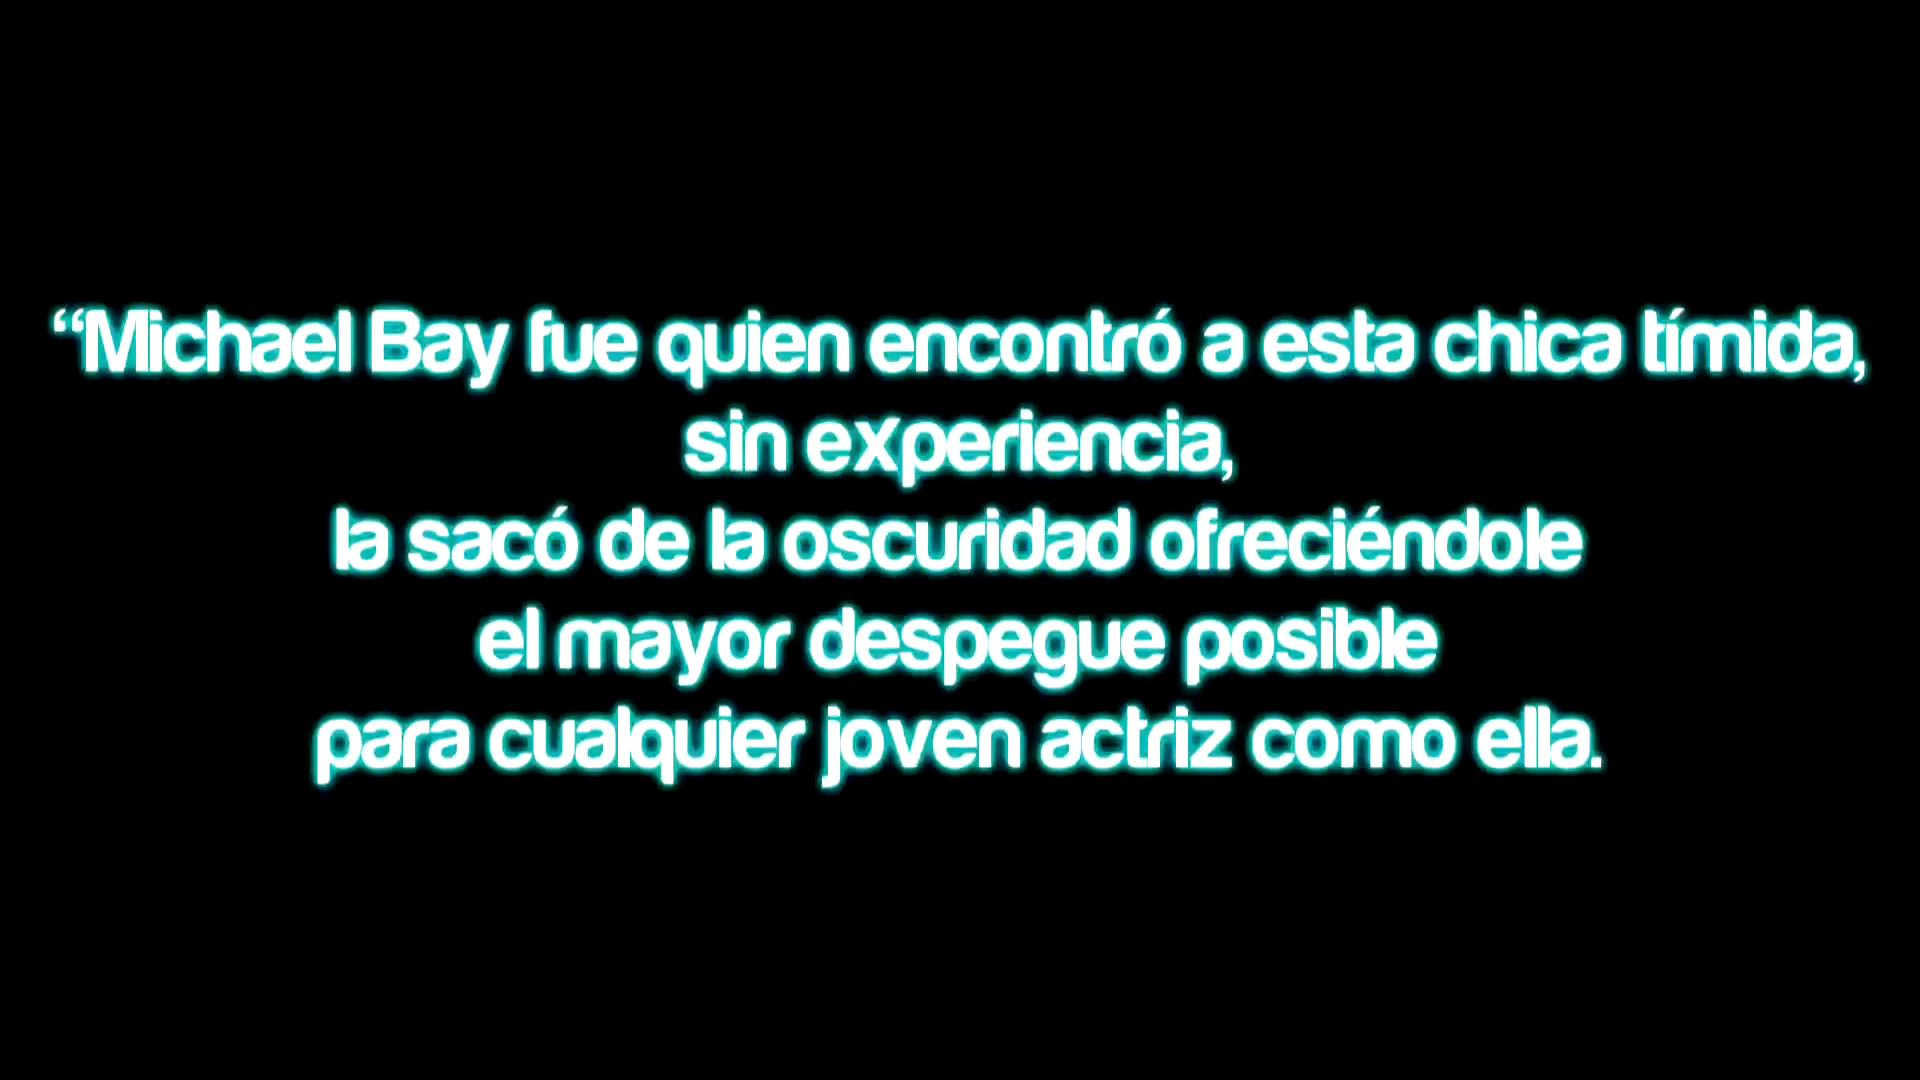 “Michael Bay fue quien encontró a esta chica tímida,
sin experiencia,
la sacó de la oscuridad ofreciéndole
el mayor despegue posible
para cualquier joven actriz como ella.